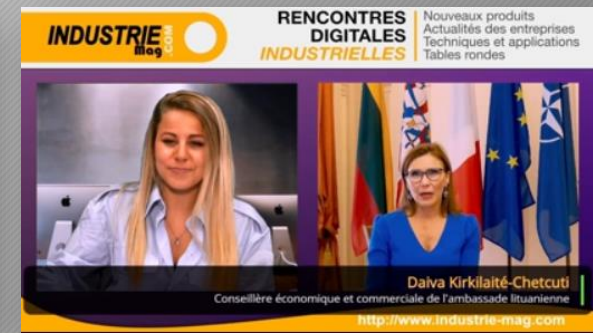 INDUSTRIE
Mag.COM
RENCONTRES
DIGITALES
INDUSTRIELLES
Nouveaux produits
Actualités des entreprises
Techniques et applications
Tables rondes
Daiva Kirkilaité-Chetcuti
Conseillère économique et commerciale de l'ambassade lituanienne
http://www.industrie-mag.com